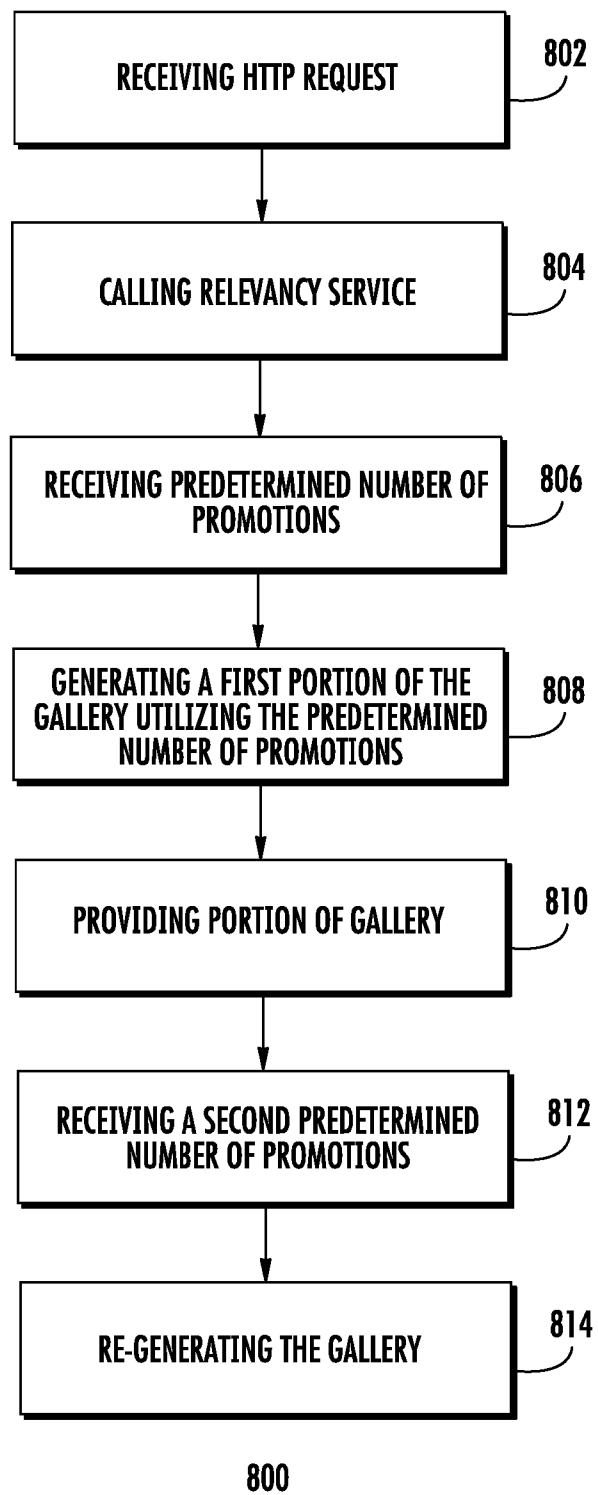 RECEIVING HTTP REQUEST
802
CALLING RELEVANCY SERVICE
804
RECEIVING PREDETERMINED NUMBER OF
PROMOTIONS
806
GENERATING A FIRST PORTION OF THE
GALLERY UTILIZING THE PREDETERMINED
NUMBER OF PROMOTIONS
808
PROVIDING PORTION OF GALLERY
810
RECEIVING A SECOND PREDETERMINED
NUMBER OF PROMOTIONS
812
RE-GENERATING THE GALLERY
814
800